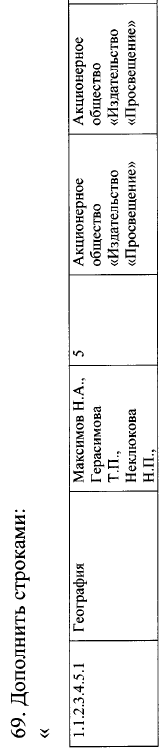 69. Дополнить строками:
«
1.1.2.3.4.5.1
География
Максимов Н.А.,
Герасимова
Т.П.,
Неклюкова
Н.П.,
5
Акционерное
общество
«Издательство
«Просвещение»
Акционерное
общество
«Издательство
«Просвещение»